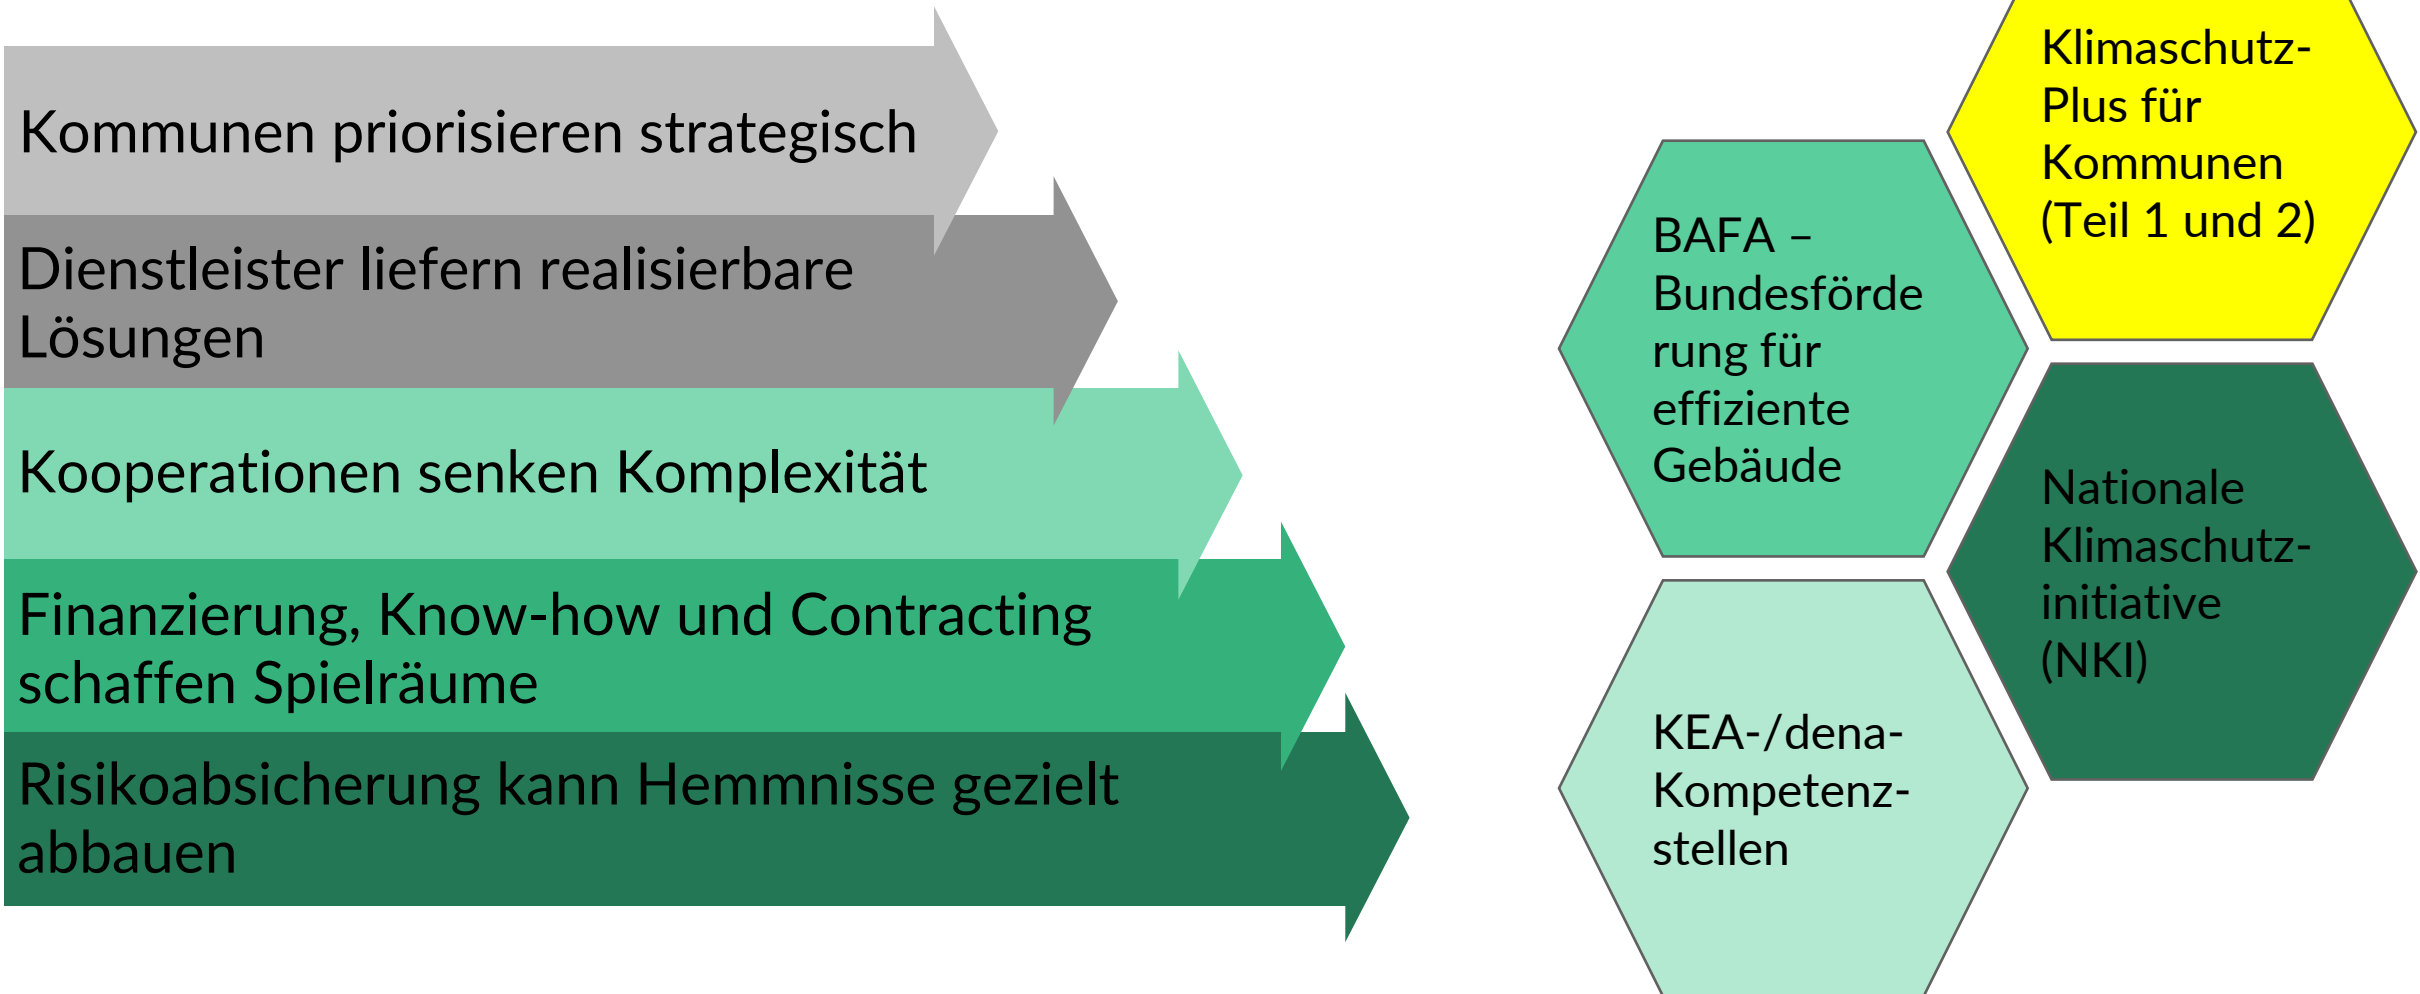 Kommunen priorisieren strategisch
Dienstleister liefern realisierbare
Lösungen
Kooperationen senken Komplexität
Finanzierung, Know-how und Contracting
schaffen Spielräume
Risikoabsicherung kann Hemmnisse gezielt
abbauen
Klimaschutz-
Plus für
Kommunen
(Teil 1 und 2)
BAFA –
Bundesförde
rung für
effiziente
Gebäude
Nationale
Klimaschutz-
initiative
(NKI)
KEA-/dena-
Kompetenz-
stellen